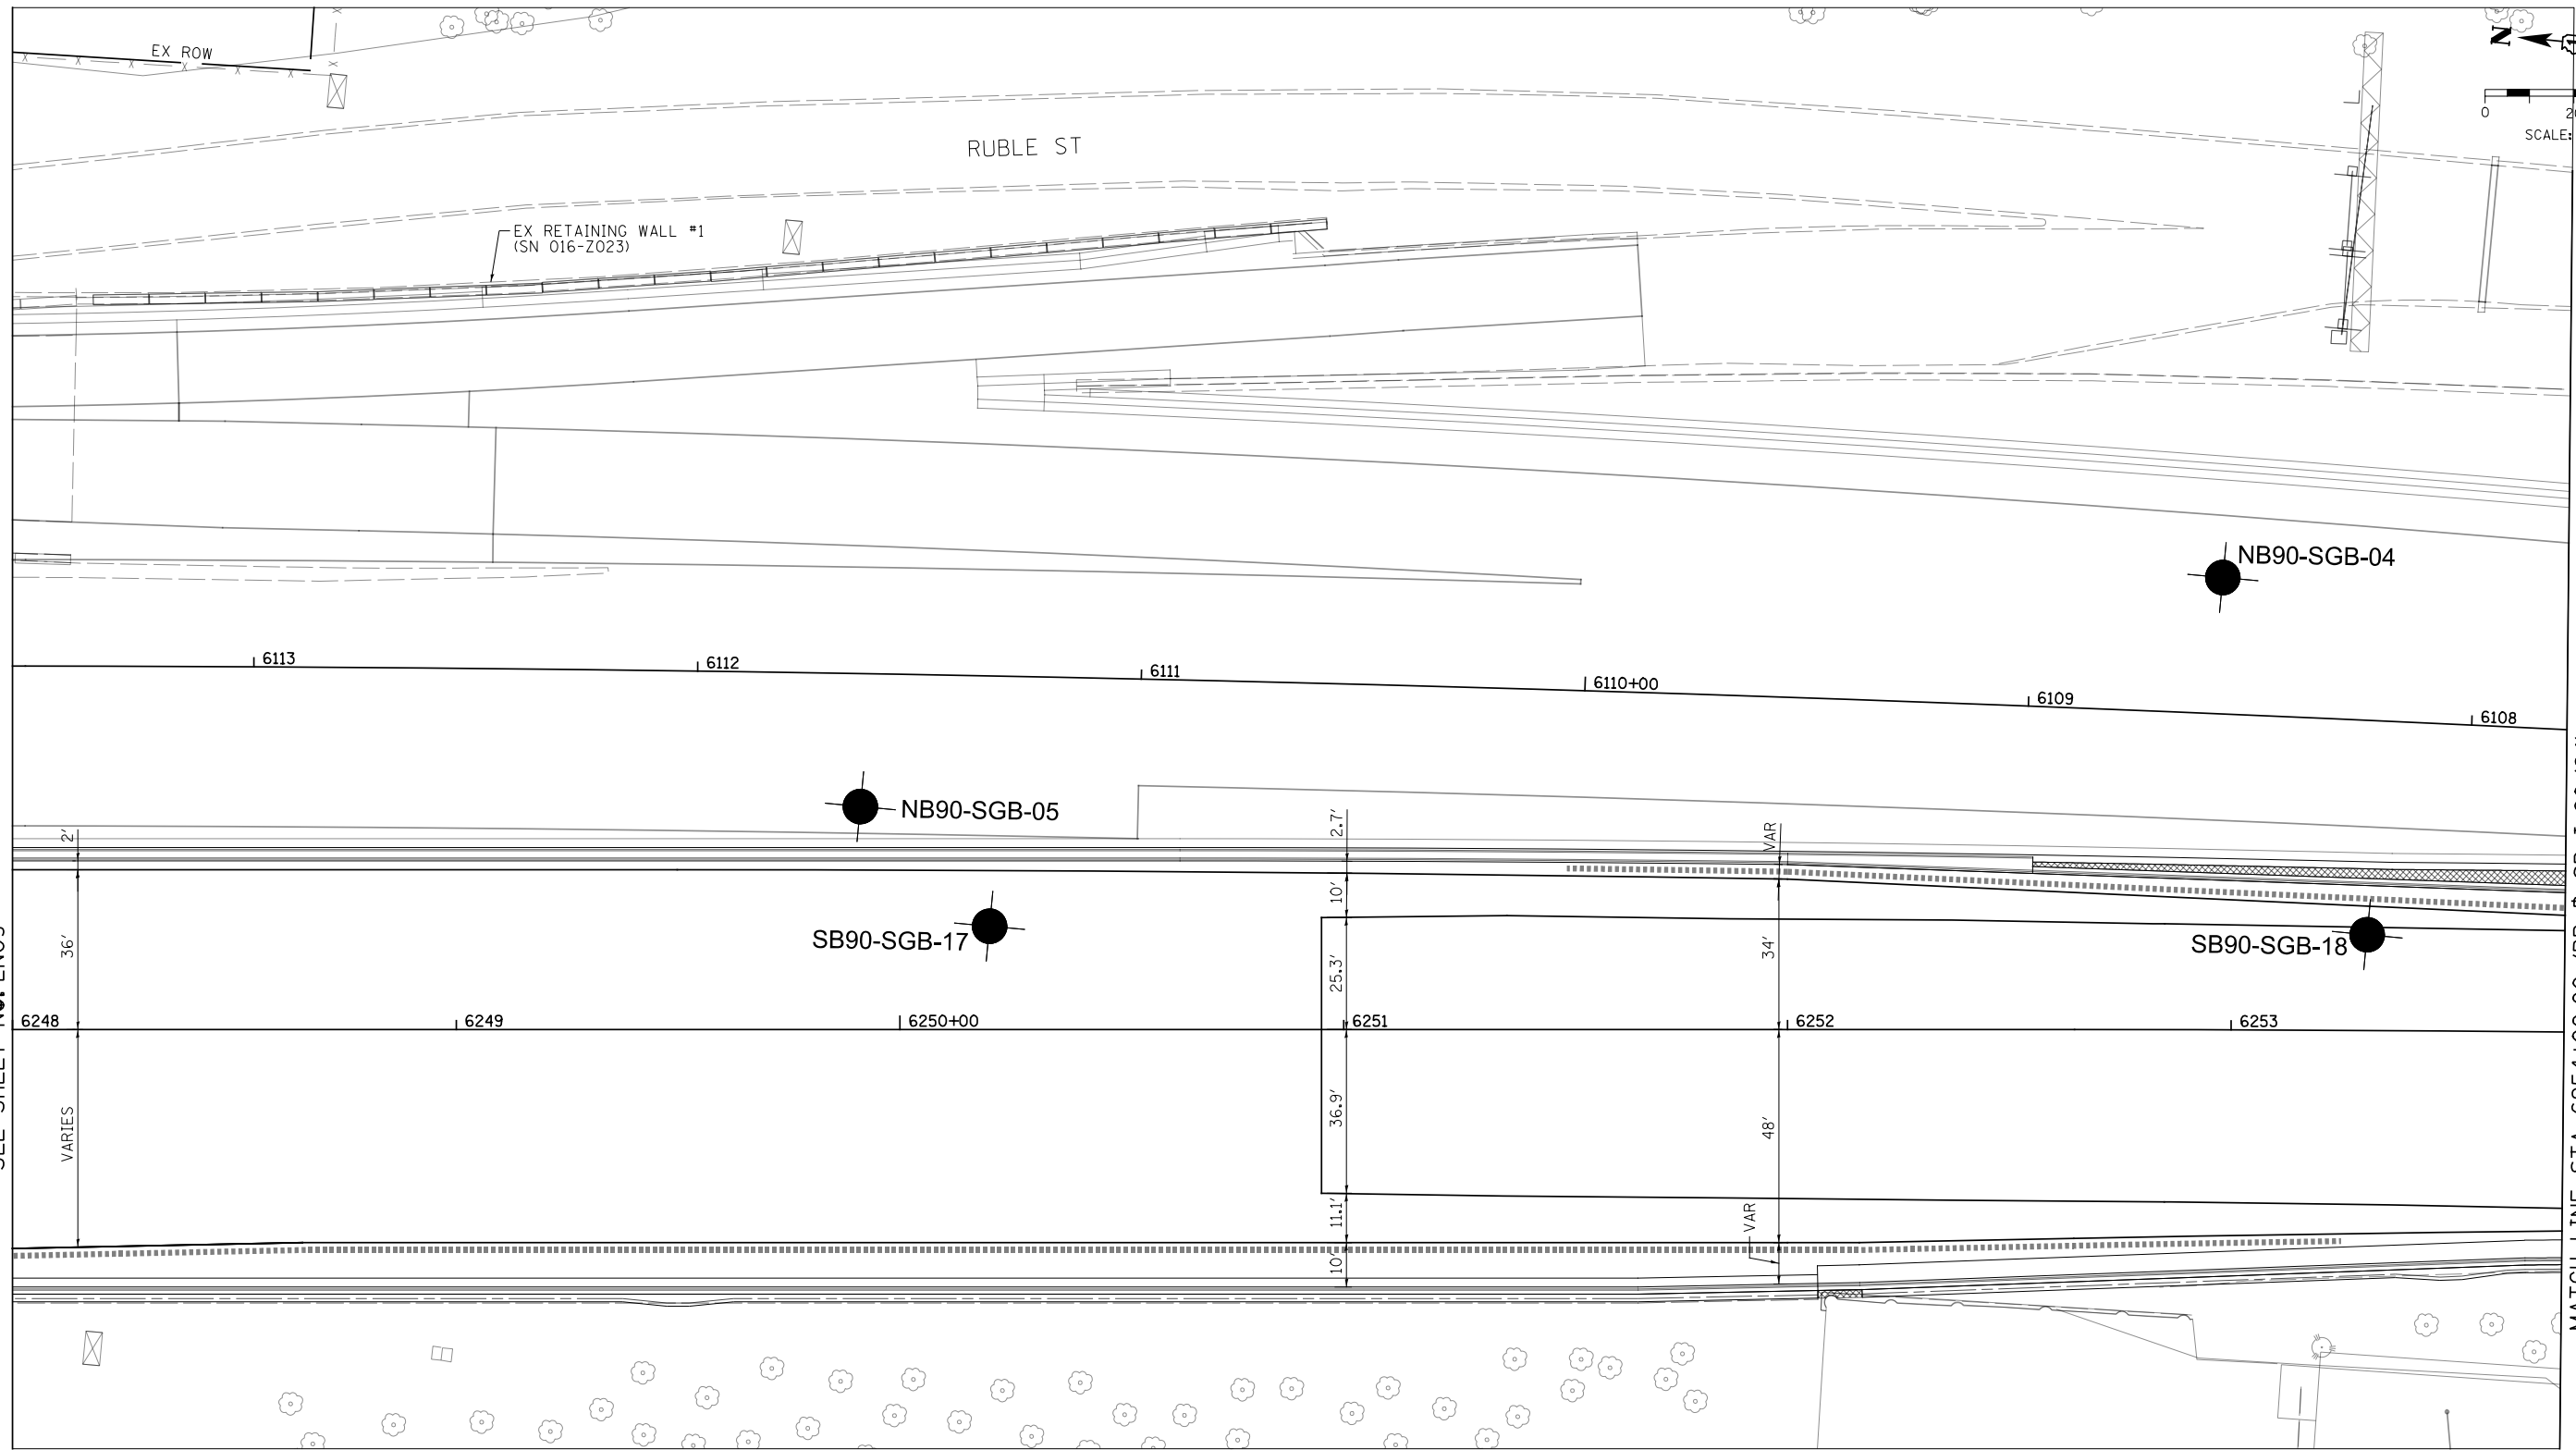 EX ROW
N
0
SCALE:
RUBLE ST
EX RETAINING WALL #1
(SN 016-Z023)
NB90-SGB-04
6113
6112
6111
6110+00
6109
6108
NB90-SGB-05
2'
2.7'
VAR
10'
36'
SB90-SGB-17
25.3'
34'
SB90-SGB-18
6248
6249
6250+00
6251
6252
6253
VARIES
36.9'
48'
11.1'
VAR
10'